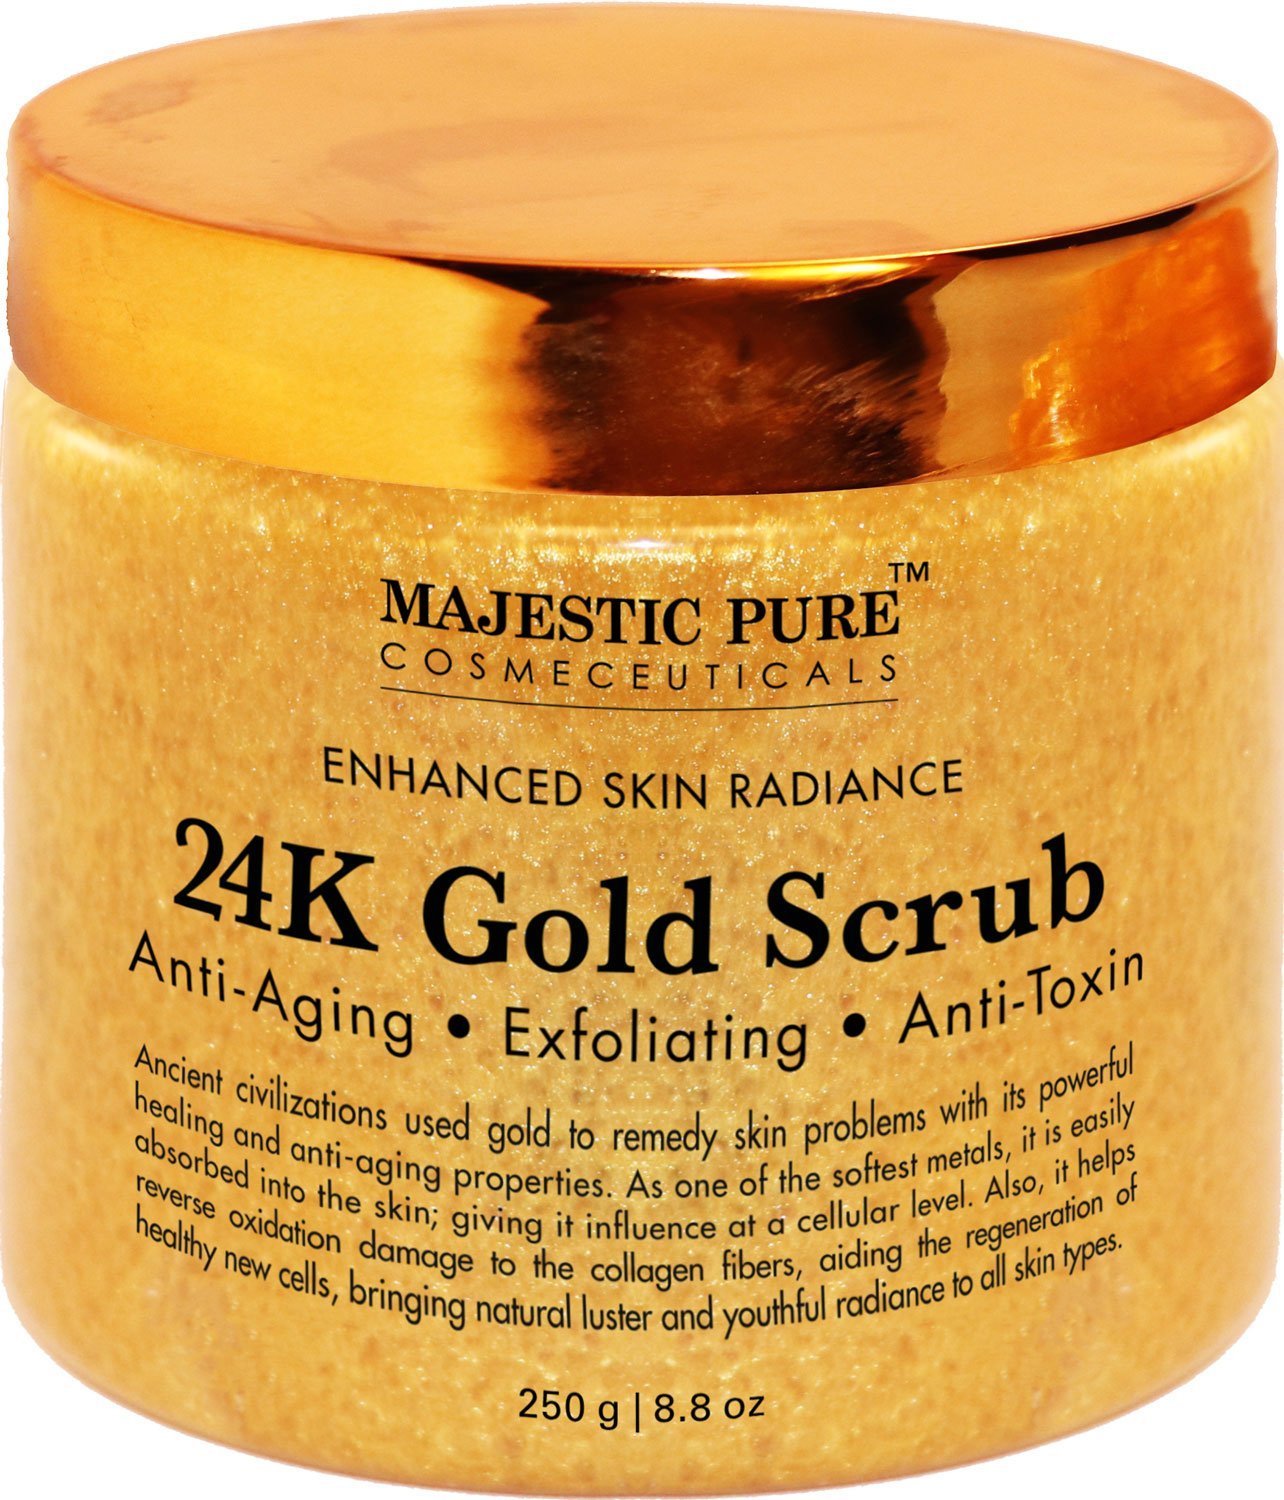 MAJESTIC PURE™
COSMECEUTICALS
ENHANCED SKIN RADIANCE
24K Gold Scrub
Anti-Aging • Exfoliating • Anti-Toxin
Ancient civilizations used gold to remedy skin problems with its powerful
healing and anti-aging properties. As one of the softest metals, it is easily
absorbed into the skin; giving it influence at a cellular level. Also, it helps
reverse oxidation damage to the collagen fibers, aiding the regeneration of
healthy new cells, bringing natural luster and youthful radiance to all skin types.
250 g | 8.8 oz